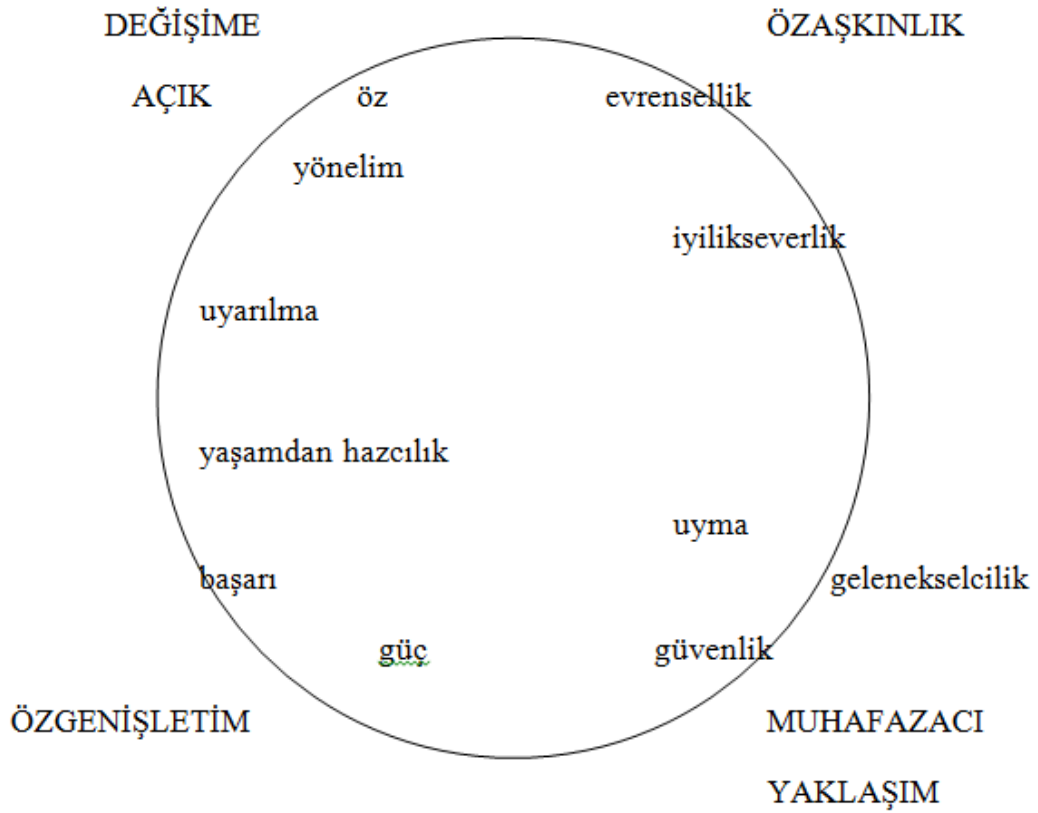 DEĞİŞİME ÖZAŞKINLIK
AÇIK öz evrensellik
yönelim
iyilikseverlik
uyarılma
yaşamdan hazcılık
uyma
başarı gelenekselcilik
güç güvenlik
ÖZGENİŞLETİM MUHAFAZACI
YAKLAŞIM